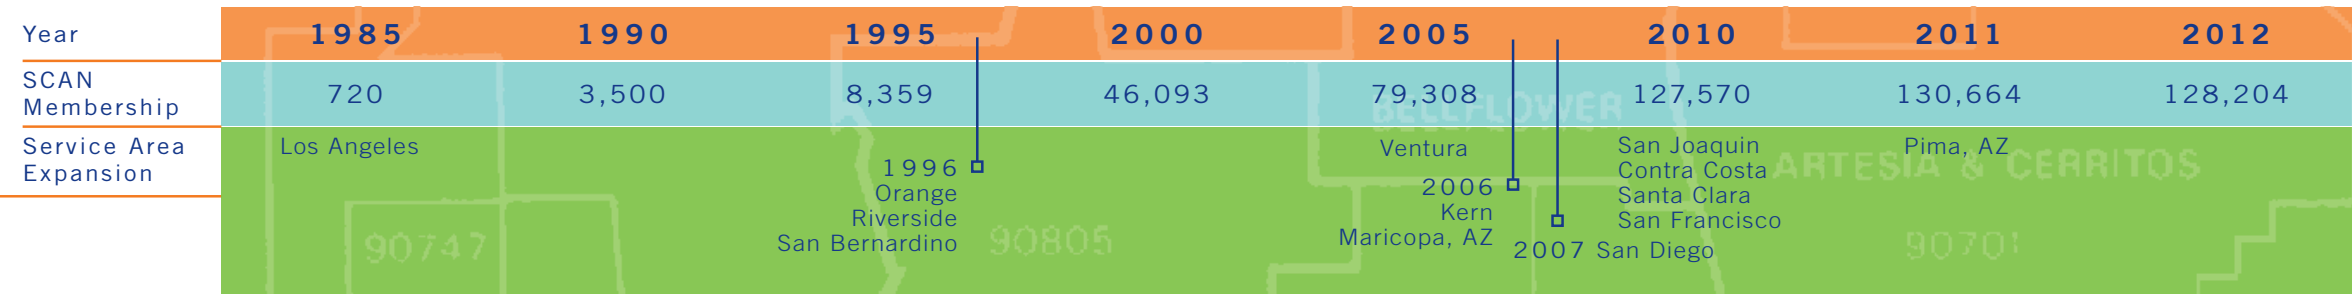 Year 1985 1990 1995 2000 2005 2010 2011 2012
SCAN
Membership 720 3,500 8,359 46,093 79,308 127,570 130,664 128,204
Service Area
Expansion
Los Angeles
1996
Orange
Riverside
San Bernardino
Ventura
2006
Kern
Maricopa, AZ
2007 San Diego
San Joaquin
Contra Costa
Santa Clara
San Francisco
Pima, AZ
BELLFLOWER
ARTESIA & CERRITOS
90747
90805
90701